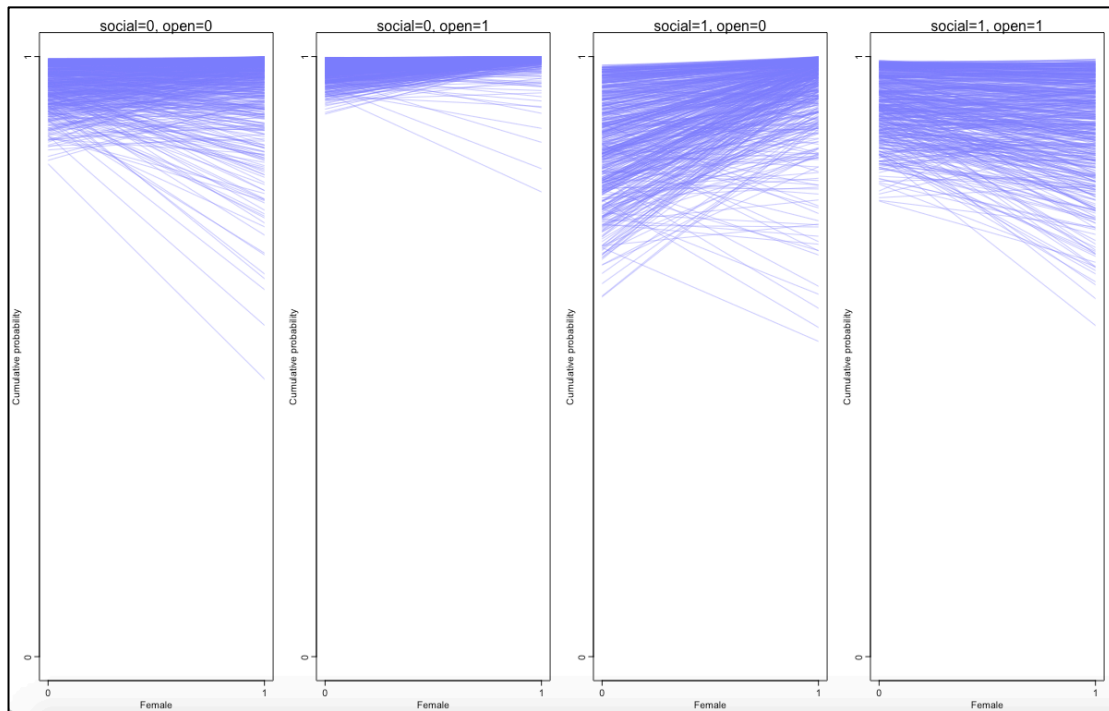 social=0, open=0
1
Cumulative probability
0
0 1
Female
social=0, open=1
1
Cumulative probability
0
0 1
Female
social=1, open=0
1
Cumulative probability
0
0 1
Female
social=1, open=1
1
Cumulative probability
0
0 1
Female